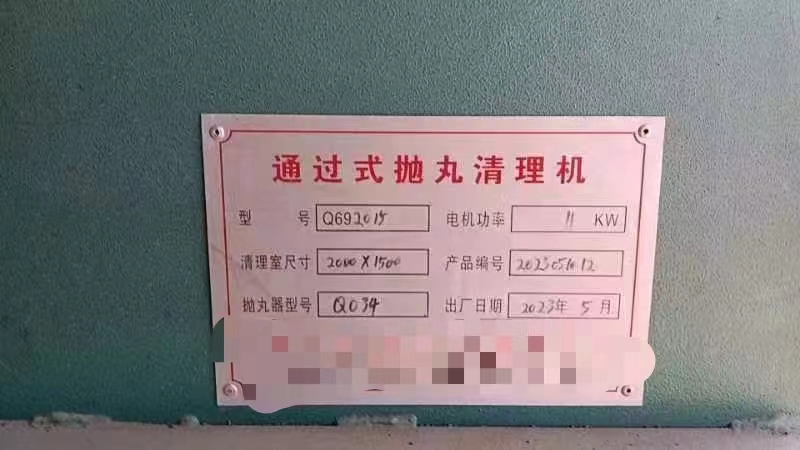 通过式抛丸清理机
型号 Q692015 电机功率 11 KW
清理室尺寸 2000X1500 产品编号 2023051012
抛丸器型号 Q034 出厂日期 2023年5月